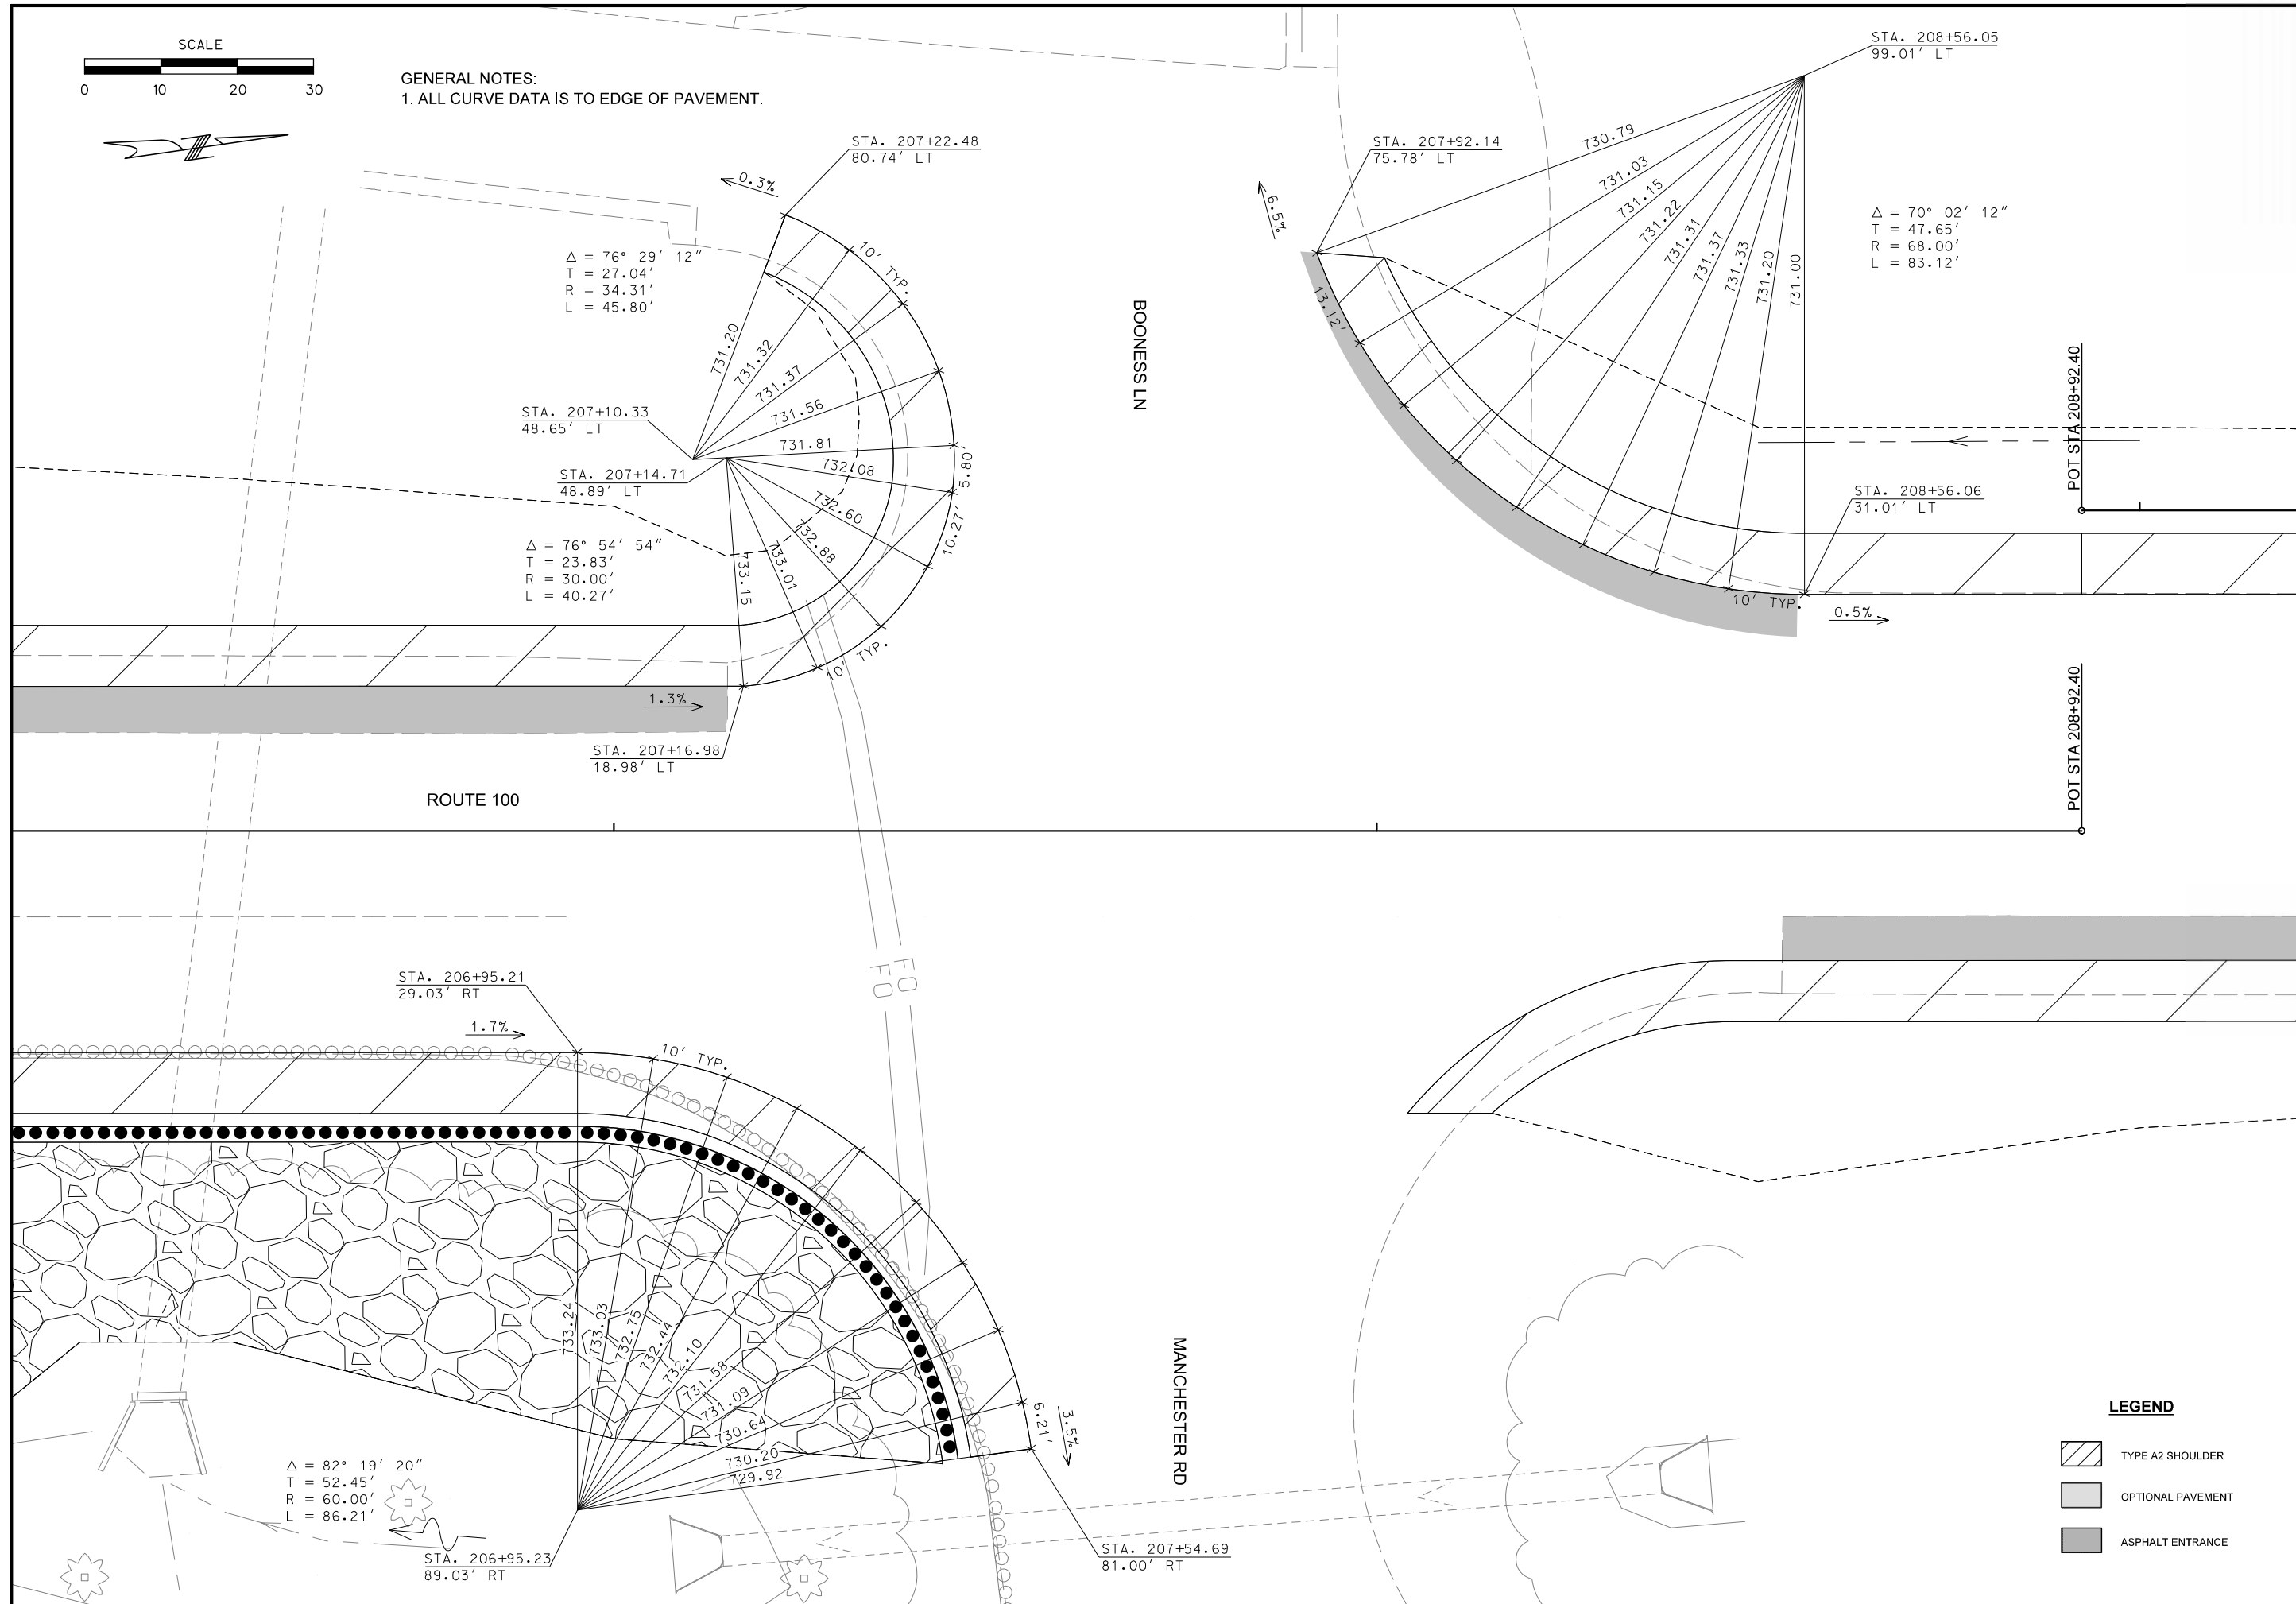 SCALE
0 10 20 30
GENERAL NOTES:
1. ALL CURVE DATA IS TO EDGE OF PAVEMENT.
STA. 207+22.48
80.74' LT
0.3%
Δ = 76° 29' 12"
T = 27.04'
R = 34.31'
L = 45.80'
10' TYP.
731.20
731.32
731.37
731.56
731.81
STA. 207+10.33
48.65' LT
STA. 207+14.71
48.89' LT
732.08
732.60
732.88
733.01
733.15
5.80'
10.27'
10' TYP.
Δ = 76° 54' 54"
T = 23.83'
R = 30.00'
L = 40.27'
1.3%
STA. 207+16.98
18.98' LT
BOONESS LN
STA. 208+56.05
99.01' LT
STA. 207+92.14
75.78' LT
6.5%
13.12'
730.79
731.03
731.15
731.22
731.31
731.37
731.33
731.20
731.00
Δ = 70° 02' 12"
T = 47.65'
R = 68.00'
L = 83.12'
POT STA 208+92.40
STA. 208+56.06
31.01' LT
10' TYP.
0.5%
POT STA 208+92.40
ROUTE 100
STA. 206+95.21
29.03' RT
1.7%
10' TYP.
733.24
733.03
732.75
732.44
732.10
731.58
731.09
730.64
730.20
729.92
6.21'
3.5%
MANCHESTER RD
Δ = 82° 19' 20"
T = 52.45'
R = 60.00'
L = 86.21'
STA. 206+95.23
89.03' RT
STA. 207+54.69
81.00' RT
LEGEND
TYPE A2 SHOULDER
OPTIONAL PAVEMENT
ASPHALT ENTRANCE